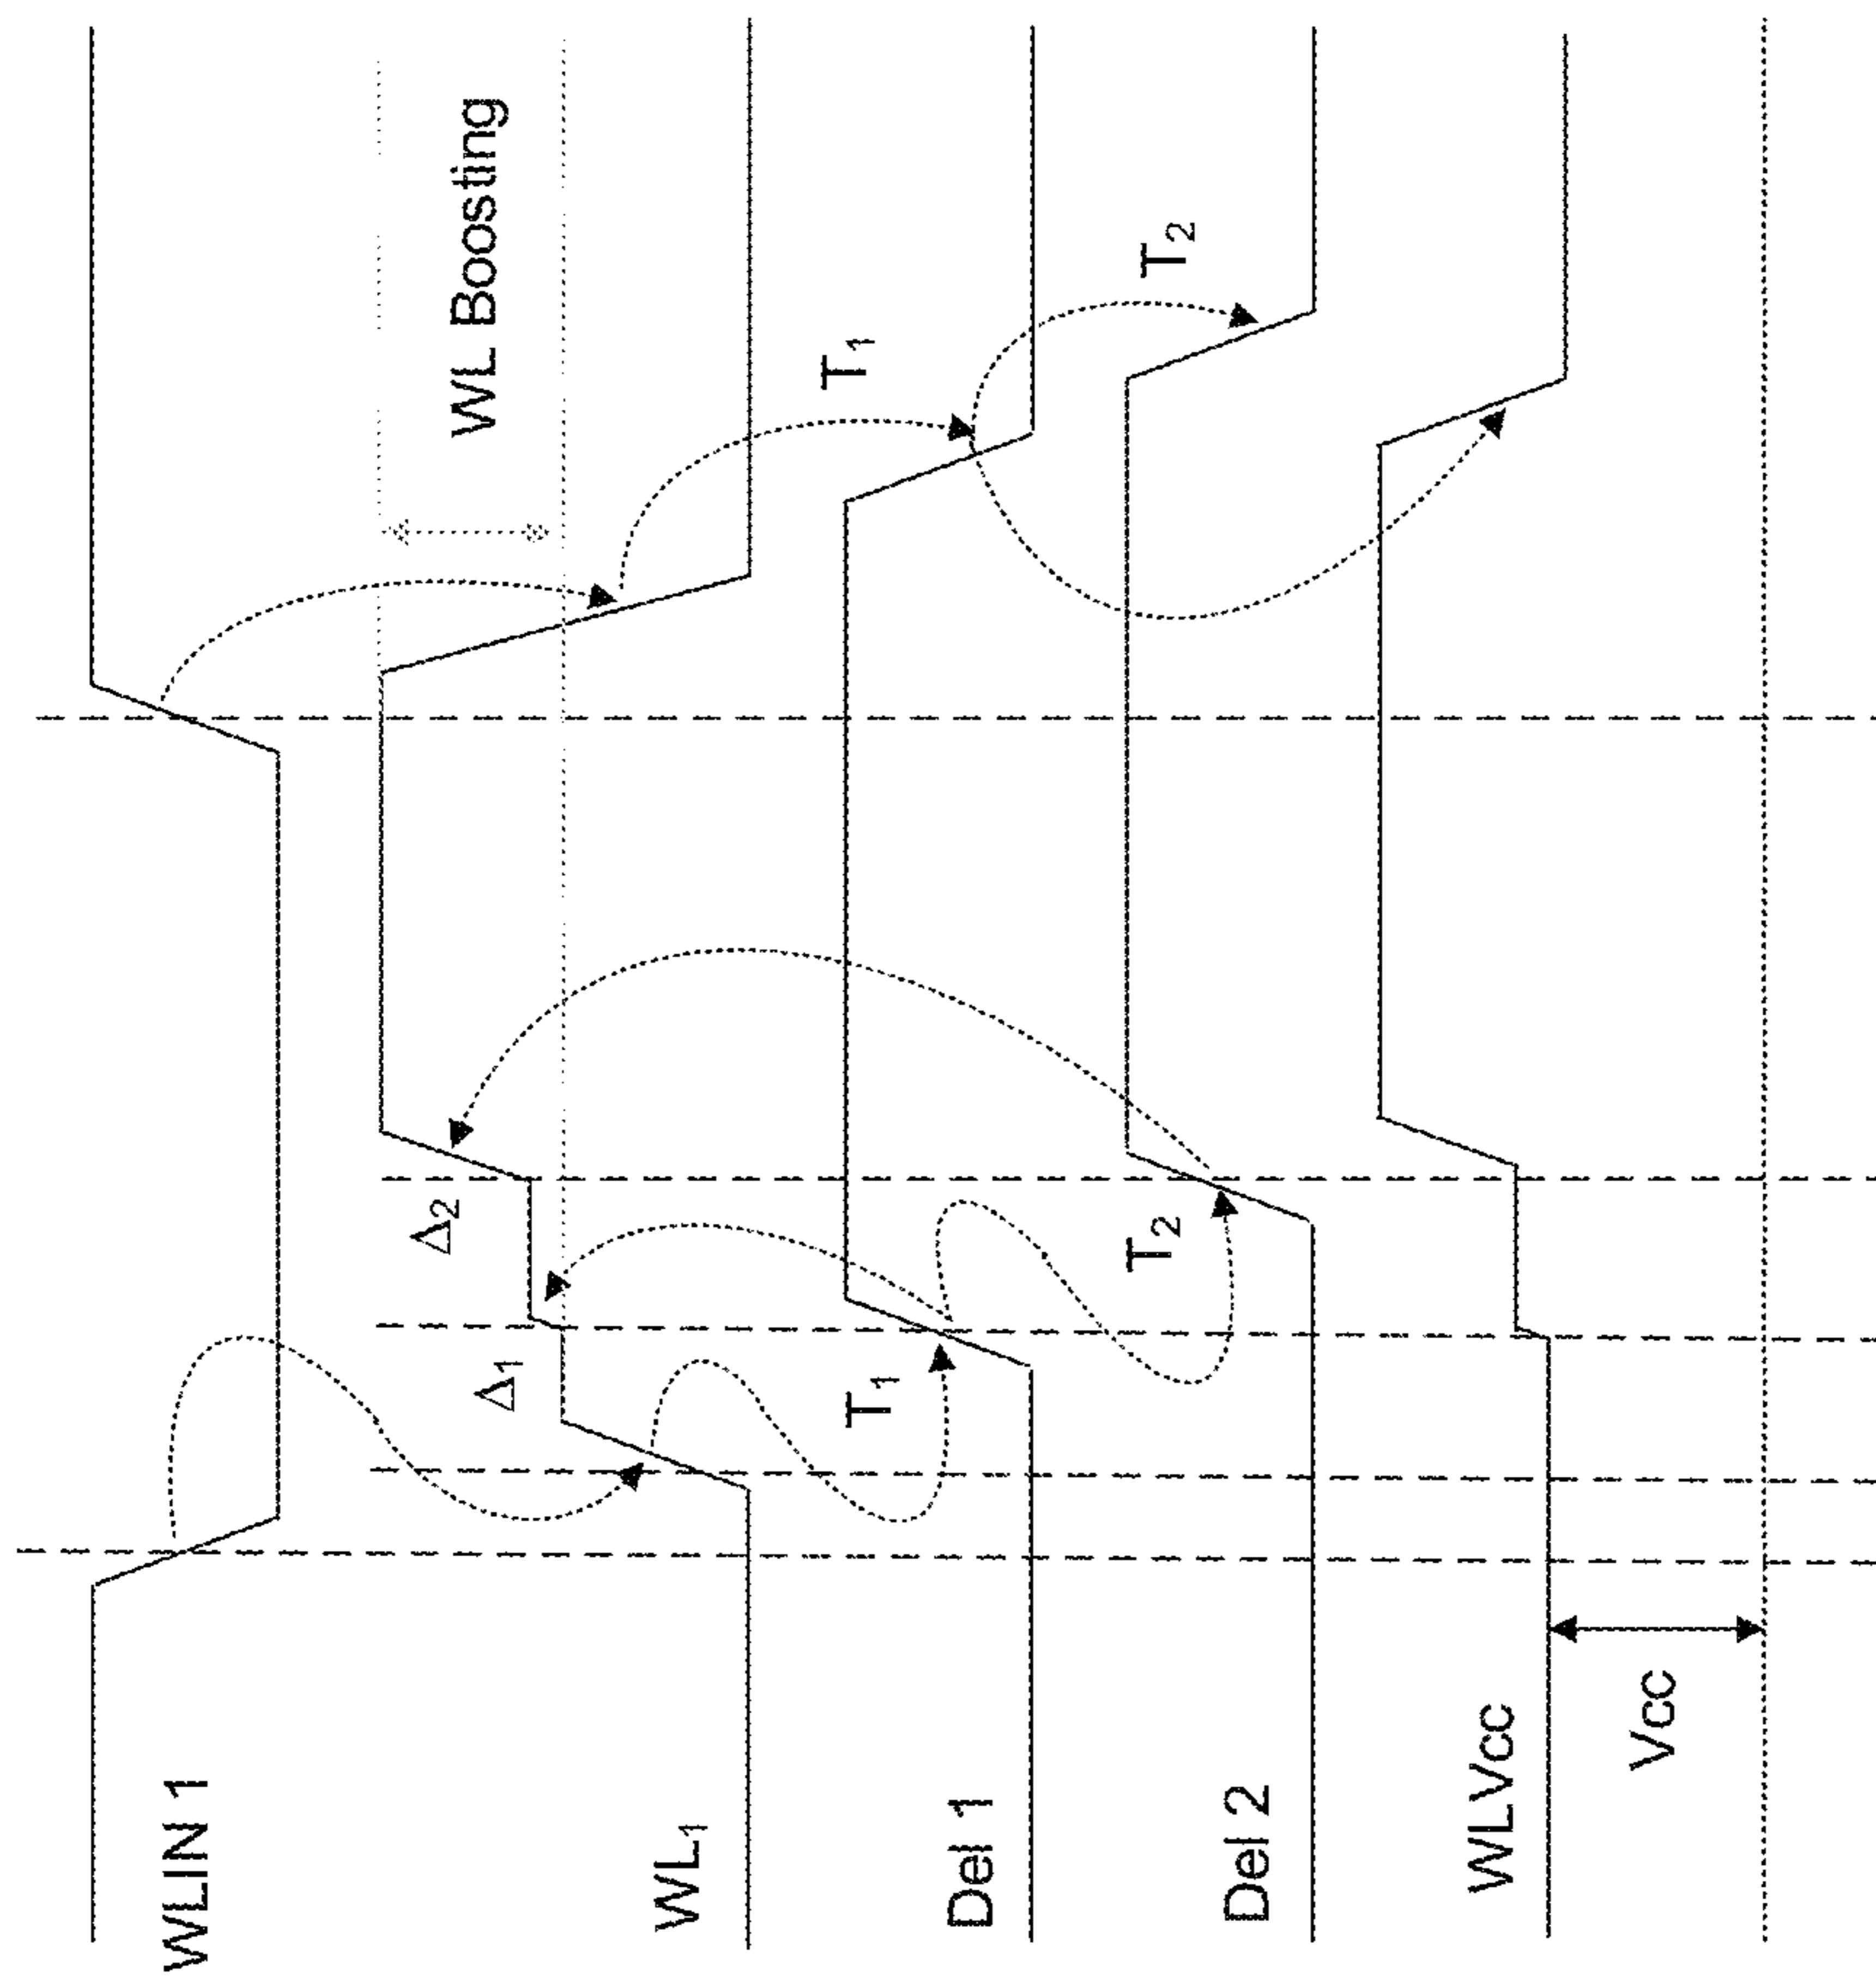 WLIN 1
WL₁
Δ₁
Δ₂
WL Boosting
Del 1
T₁
T₁
Del 2
T₂
T₂
WLVcc
Vcc